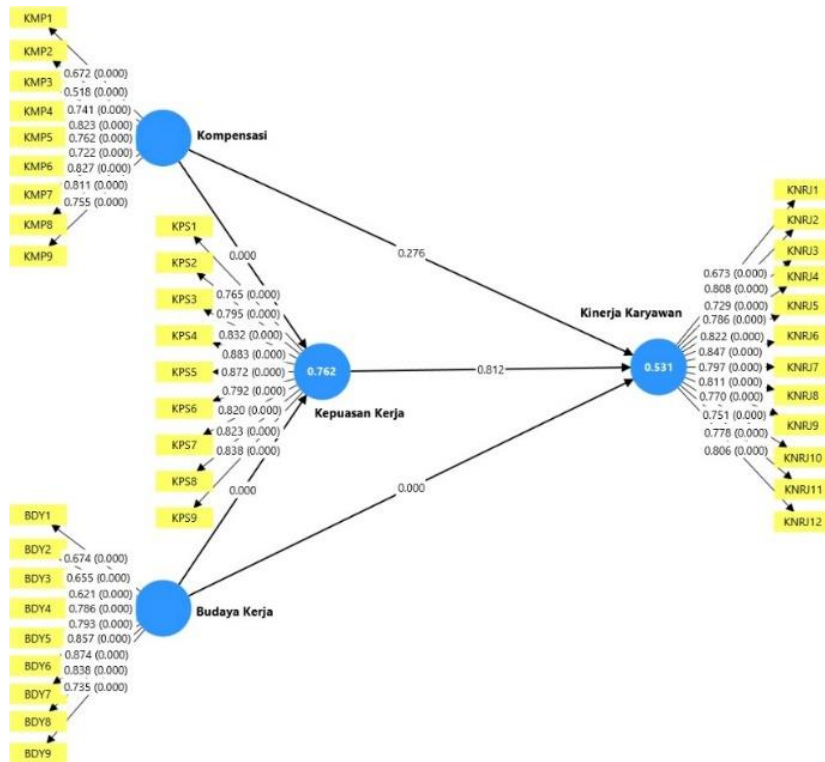 KMP1
KMP2
KMP3
KMP4
KMP5
KMP6
KMP7
KMP8
KMP9
0.672 (0.000)
0.518 (0.000)
0.741 (0.000)
0.823 (0.000)
0.762 (0.000)
0.722 (0.000)
0.827 (0.000)
0.811 (0.000)
0.755 (0.000)
Kompensasi
0.000
0.276
KPS1
KPS2
KPS3
KPS4
KPS5
KPS6
KPS7
KPS8
KPS9
0.765 (0.000)
0.795 (0.000)
0.832 (0.000)
0.883 (0.000)
0.872 (0.000)
0.792 (0.000)
0.820 (0.000)
0.823 (0.000)
0.838 (0.000)
0.762
Kepuasan Kerja
0.812
0.000
0.000
Kinerja Karyawan
0.531
0.673 (0.000)
0.808 (0.000)
0.729 (0.000)
0.786 (0.000)
0.822 (0.000)
0.847 (0.000)
0.797 (0.000)
0.811 (0.000)
0.770 (0.000)
0.751 (0.000)
0.778 (0.000)
0.806 (0.000)
KNRJ1
KNRJ2
KNRJ3
KNRJ4
KNRJ5
KNRJ6
KNRJ7
KNRJ8
KNRJ9
KNRJ10
KNRJ11
KNRJ12
BDY1
BDY2
BDY3
BDY4
BDY5
BDY6
BDY7
BDY8
BDY9
0.674 (0.000)
0.655 (0.000)
0.621 (0.000)
0.786 (0.000)
0.793 (0.000)
0.857 (0.000)
0.874 (0.000)
0.838 (0.000)
0.735 (0.000)
Budaya Kerja